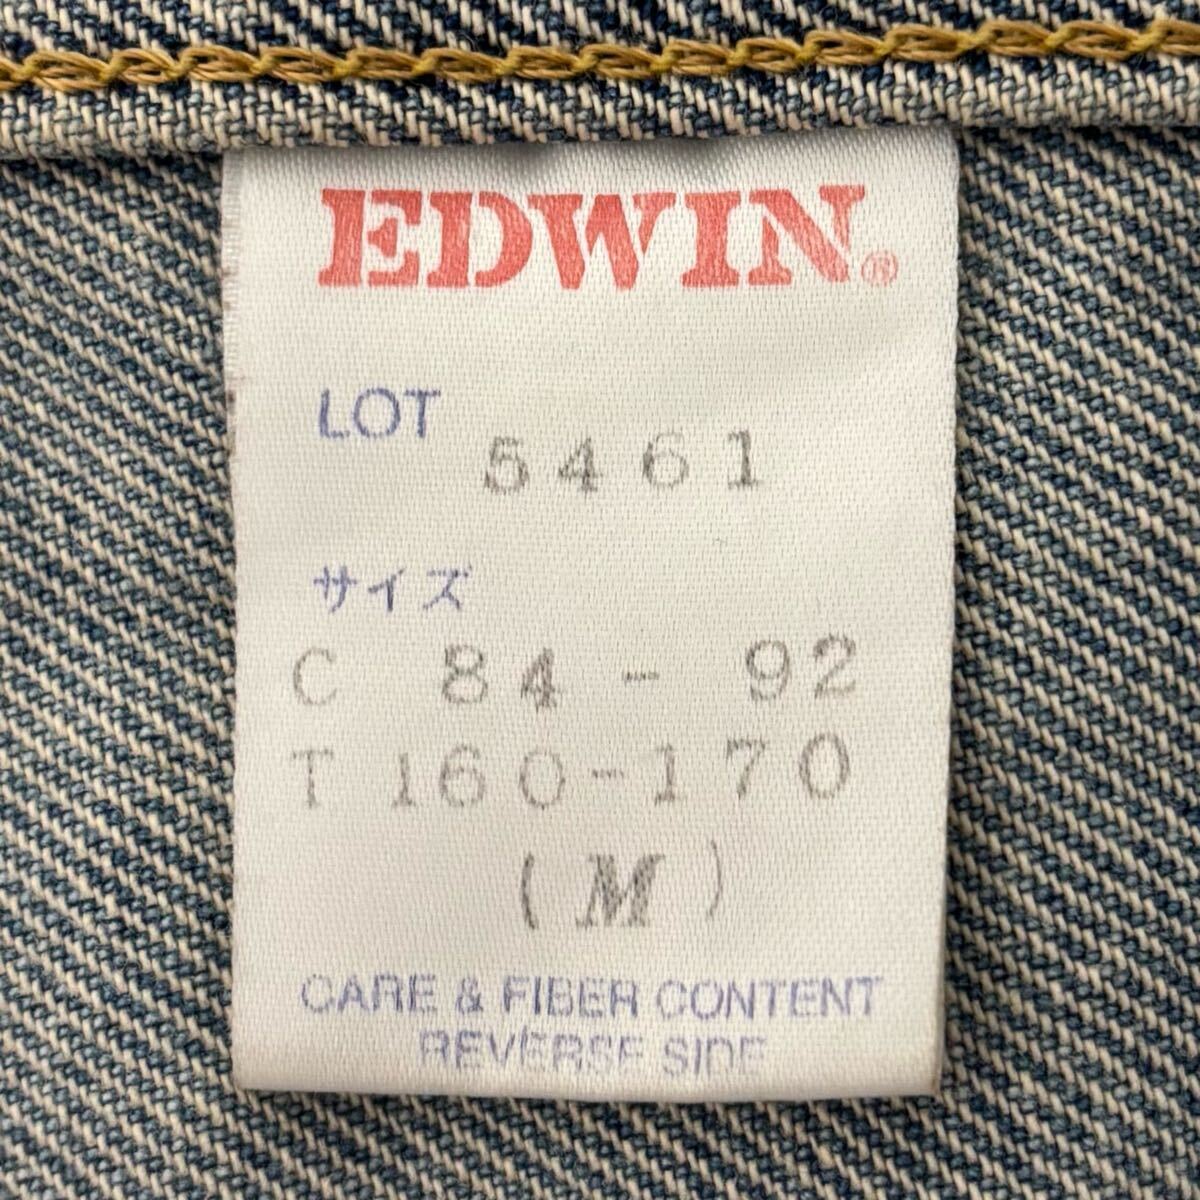 EDWIN®
LOT
5461
サイズ
C 84 - 92
T 160-170
(M)
CARE & FIBER CONTENT
REVERSE SIDE